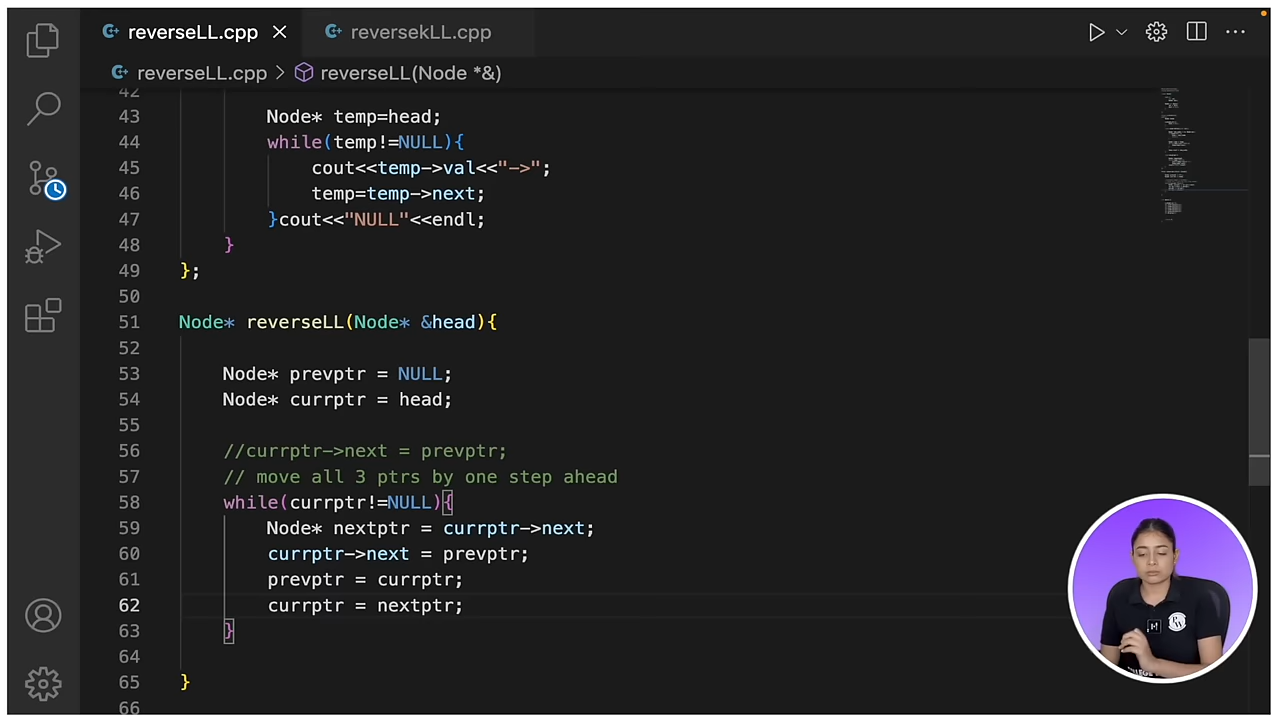 reverseLL.cpp
reversekLL.cpp
reverseLL.cpp > reverseLL(Node *&)
42
43 Node* temp=head;
44 while(temp!=NULL){
45 cout<<temp->val<<"->";
46 temp=temp->next;
47 }cout<<"NULL"<<endl;
48 }
49 };
50
51 Node* reverseLL(Node* &head){
52
53 Node* prevptr = NULL;
54 Node* currptr = head;
55
56 //currptr->next = prevptr;
57 // move all 3 ptrs by one step ahead
58 while(currptr!=NULL){
59 Node* nextptr = currptr->next;
60 currptr->next = prevptr;
61 prevptr = currptr;
62 currptr = nextptr;
63 }
64
65 }
66